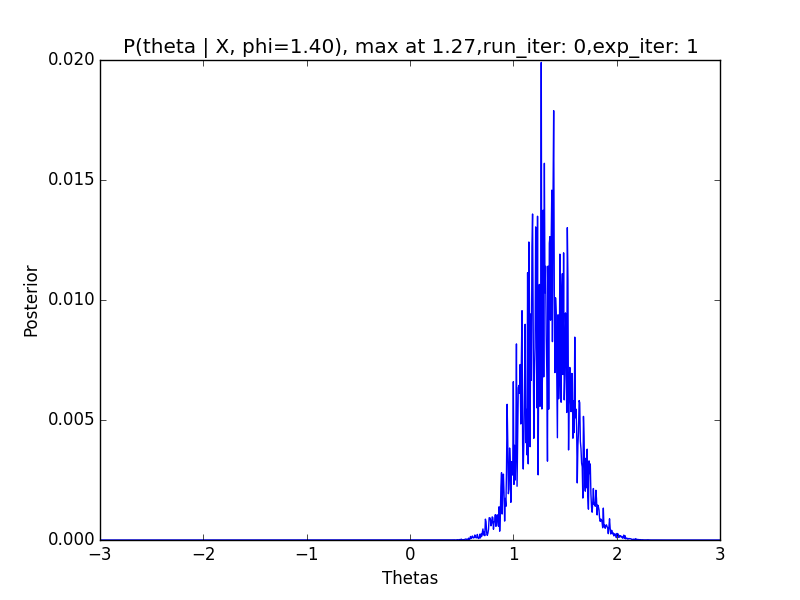 P(theta | X, phi=1.40), max at 1.27,run_iter: 0,exp_iter: 1
0.020
0.015
0.010
0.005
0.000
Posterior
−3 −2 −1 0 1 2 3
Thetas